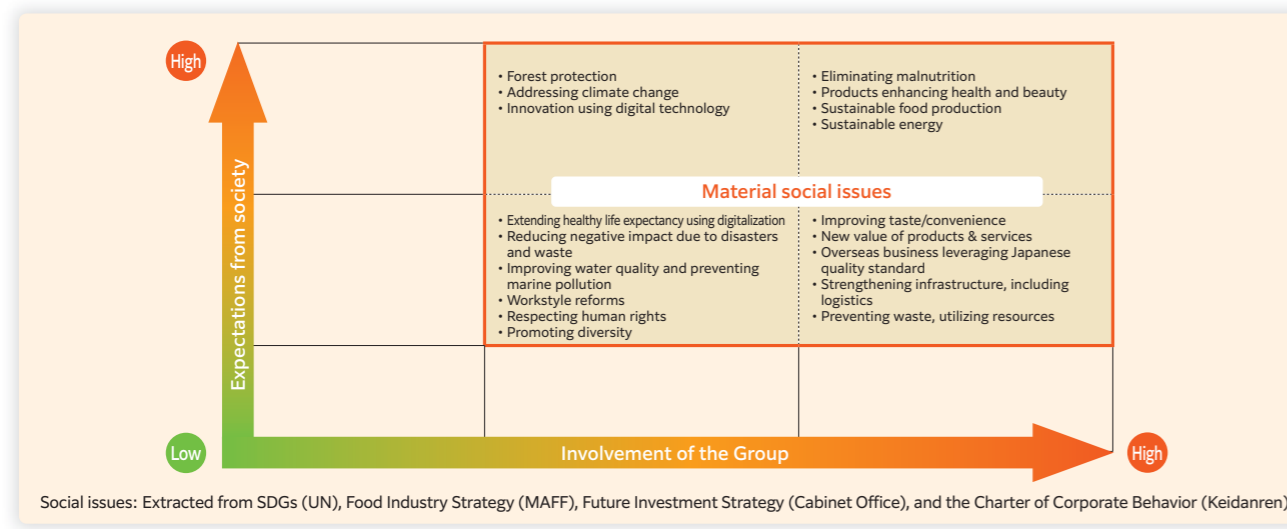 High
• Forest protection
• Addressing climate change
• Innovation using digital technology
• Eliminating malnutrition
• Products enhancing health and beauty
• Sustainable food production
• Sustainable energy
Material social issues
• Extending healthy life expectancy using digitalization
• Reducing negative impact due to disasters
and waste
• Improving water quality and preventing
marine pollution
• Workstyle reforms
• Respecting human rights
• Promoting diversity
• Improving taste/convenience
• New value of products & services
• Overseas business leveraging Japanese
quality standard
• Strengthening infrastructure, including
logistics
• Preventing waste, utilizing resources
Expectations from society
Low
Involvement of the Group
High
Social issues: Extracted from SDGs (UN), Food Industry Strategy (MAFF), Future Investment Strategy (Cabinet Office), and the Charter of Corporate Behavior (Keidanren)